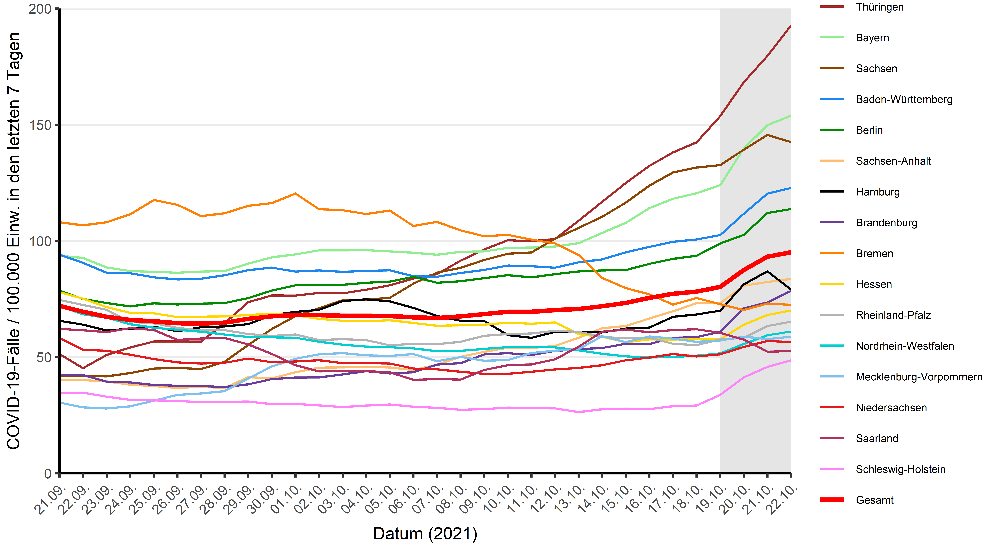 COVID-19-Fälle / 100.000 Einw. in den letzten 7 Tagen
200
150
100
50
0
21.09.
22.09.
23.09.
24.09.
25.09.
26.09.
27.09.
28.09.
29.09.
30.09.
01.10.
02.10.
03.10.
04.10.
05.10.
06.10.
07.10.
08.10.
09.10.
10.10.
11.10.
12.10.
13.10.
14.10.
15.10.
16.10.
17.10.
18.10.
19.10.
20.10.
21.10.
22.10.
Datum (2021)
Thüringen
Bayern
Sachsen
Baden-Württemberg
Berlin
Sachsen-Anhalt
Hamburg
Brandenburg
Bremen
Hessen
Rheinland-Pfalz
Nordrhein-Westfalen
Mecklenburg-Vorpommern
Niedersachsen
Saarland
Schleswig-Holstein
Gesamt